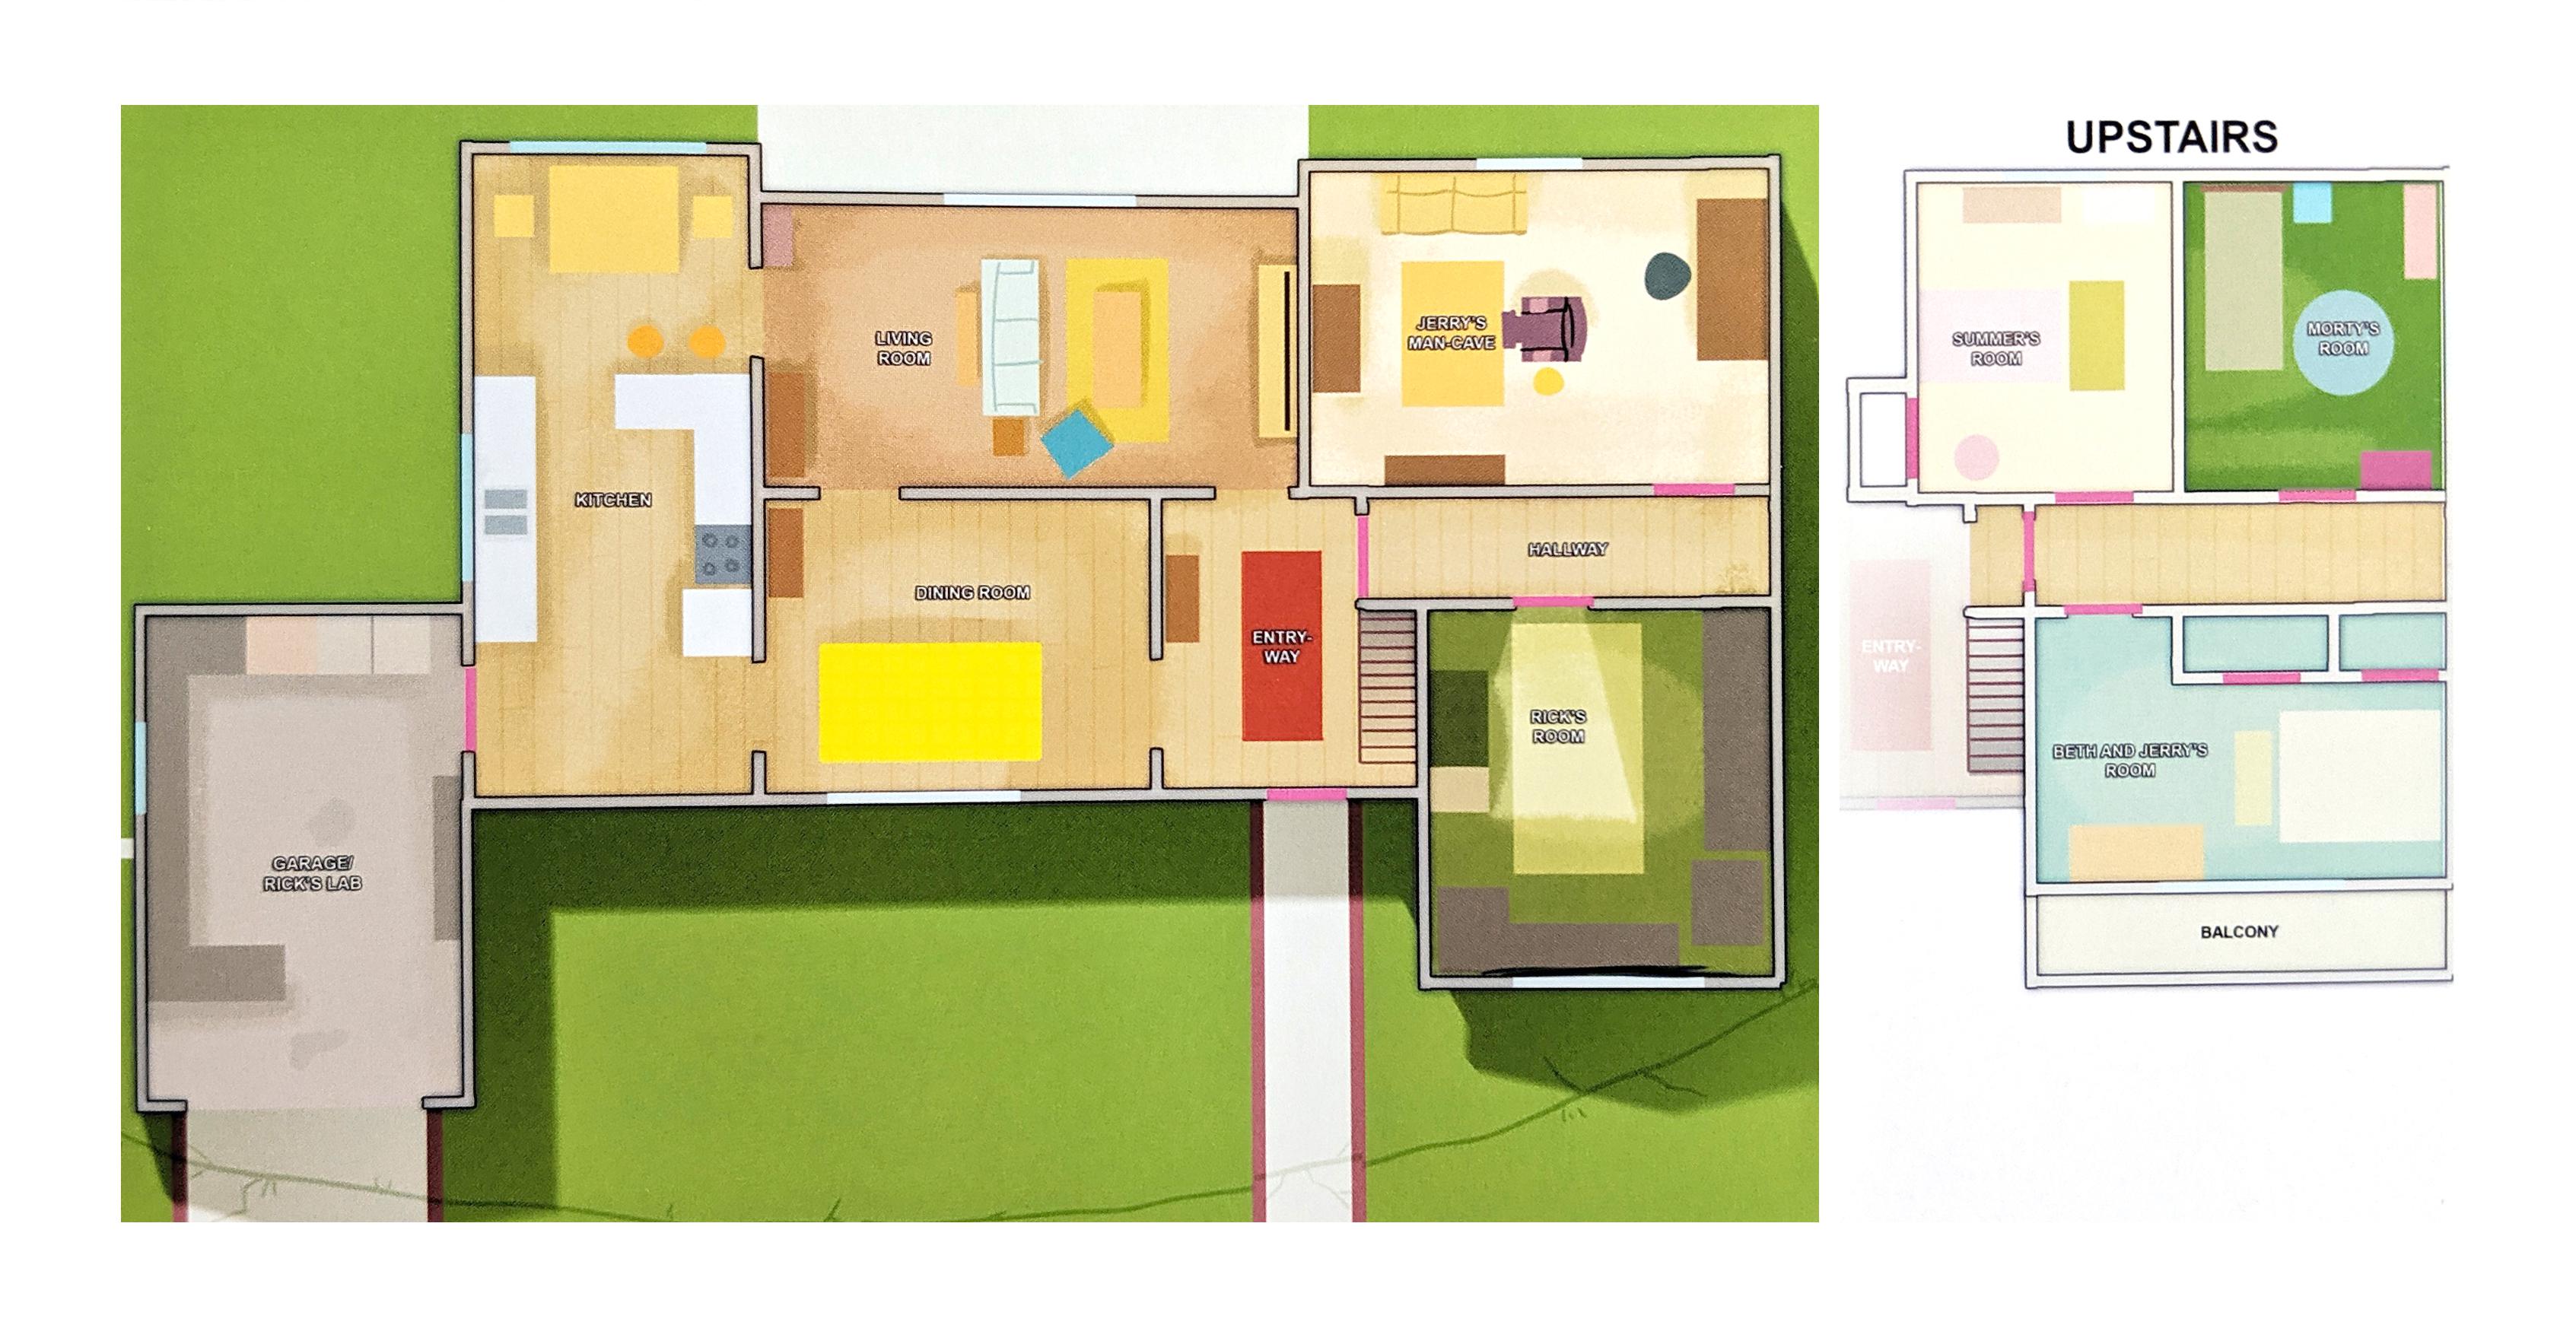 UPSTAIRS
LIVING
ROOM
JERRY'S
MAN-CAVE
SUMMER'S
ROOM
MORTY'S
ROOM
KITCHEN
HALLWAY
DINING ROOM
ENTRY-
WAY
ENTRY-
WAY
RICK'S
ROOM
BETH AND JERRY'S
ROOM
GARAGE/
RICK'S LAB
BALCONY